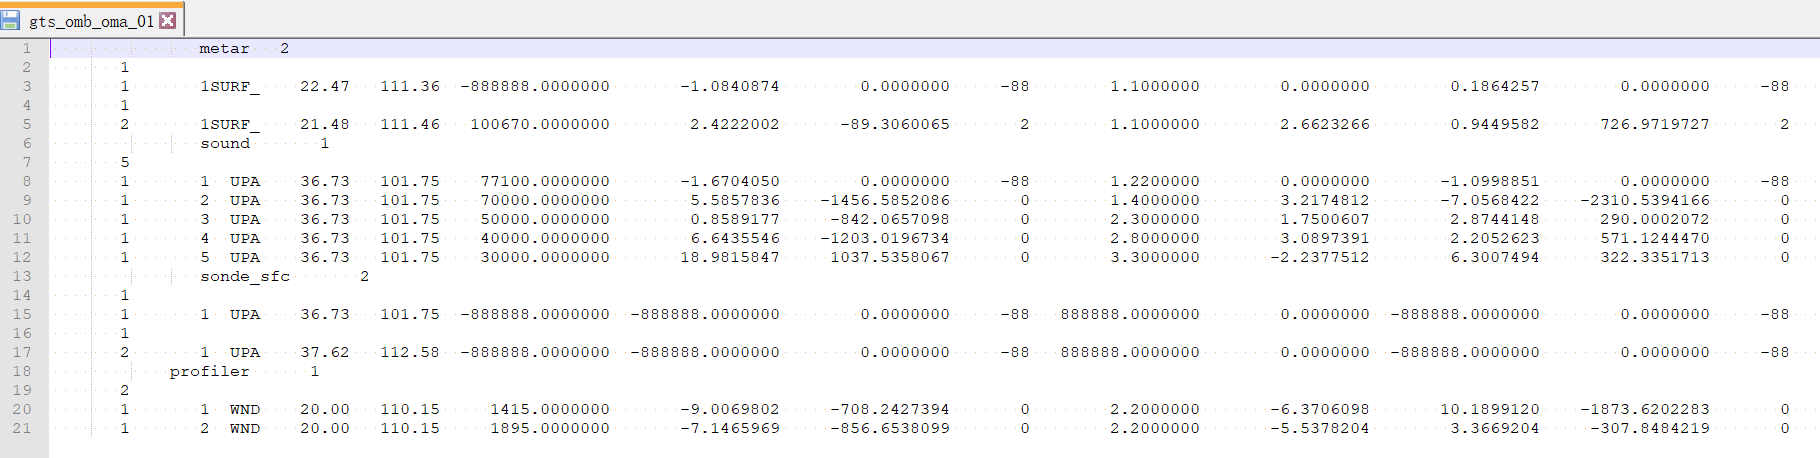 gts_omb_oma_01
1 metar 2
2 1
3 1 1SURF_ 22.47 111.36 -888888.0000000 -1.0840874 0.0000000 -88 1.1000000 0.0000000 0.1864257 0.0000000 -88
4 1
5 2 1SURF_ 21.48 111.46 100670.0000000 2.4222002 -89.3060065 2 1.1000000 2.6623266 0.9449582 726.9719727 2
6 sound 1
7 5
8 1 1 UPA 36.73 101.75 77100.0000000 -1.6704050 0.0000000 -88 1.2200000 0.0000000 -1.0998851 0.0000000 -88
9 1 2 UPA 36.73 101.75 70000.0000000 5.5857836 -1456.5852086 0 1.4000000 3.2174812 -7.0568422 -2310.5394166 0
10 1 3 UPA 36.73 101.75 50000.0000000 0.8589177 -842.0657098 0 2.3000000 1.7500607 2.8744148 290.0002072 0
11 1 4 UPA 36.73 101.75 40000.0000000 6.6435546 -1203.0196734 0 2.8000000 3.0897391 2.2052623 571.1244470 0
12 1 5 UPA 36.73 101.75 30000.0000000 18.9815847 1037.5358067 0 3.3000000 -2.2377512 6.3007494 322.3351713 0
13 sonde_sfc 2
14 1
15 1 1 UPA 36.73 101.75 -888888.0000000 -888888.0000000 0.0000000 -88 888888.0000000 0.0000000 -888888.0000000 0.0000000 -88
16 1
17 2 1 UPA 37.62 112.58 -888888.0000000 -888888.0000000 0.0000000 -88 888888.0000000 0.0000000 -888888.0000000 0.0000000 -88
18 profiler 1
19 2
20 1 1 WND 20.00 110.15 1415.0000000 -9.0069802 -708.2427394 0 2.2000000 -6.3706098 10.1899120 -1873.6202283 0
21 1 2 WND 20.00 110.15 1895.0000000 -7.1465969 -856.6538099 0 2.2000000 -5.5378204 3.3669204 -307.8484219 0